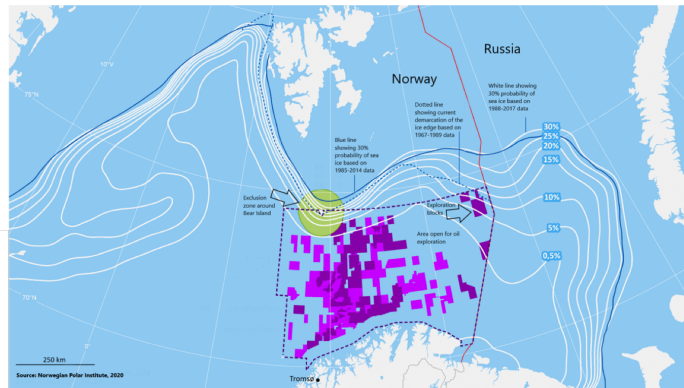 Russia
Norway
10°V
75°N
White line showing
30% probability of
sea ice based on
1988-2017 data
Dotted line
showing current
demarcation of the
ice edge based on
1967-1989 data
30%
25%
20%
15%
10%
5%
0,5%
Blue line
showing 30%
probability of sea
ice based on
1985-2014 data
Exclusion
zone around
Bear Island
Exploration
blocks
Area open for oil
exploration
70°N
0°
250 km
Source: Norwegian Polar Institute, 2020
Tromsø